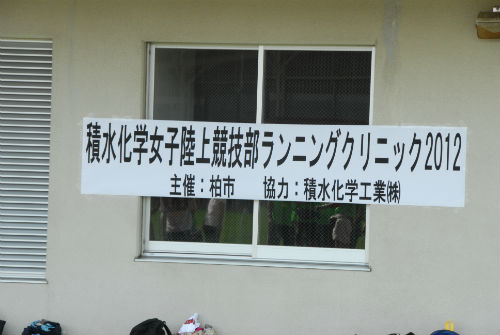 積水化学女子陸上競技部ランニングクリニック2012
主催：柏市　協力：積水化学工業㈱